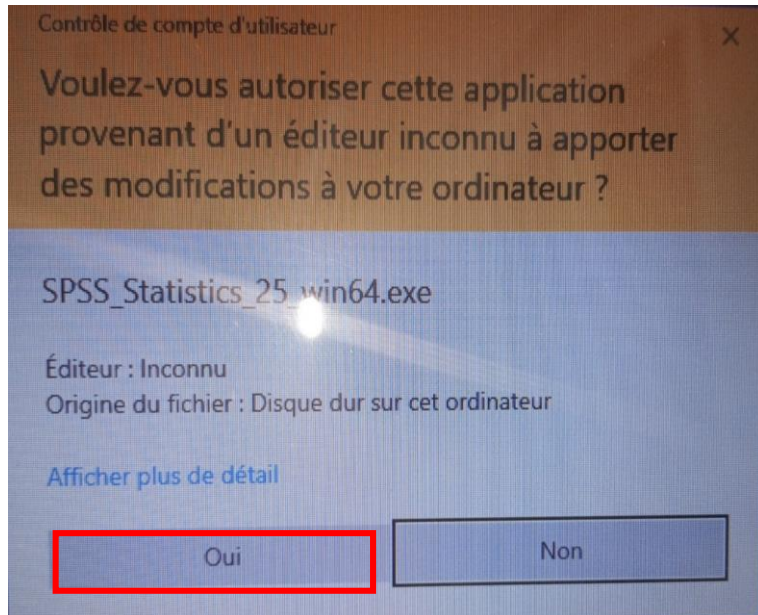 Contrôle de compte d'utilisateur
Voulez-vous autoriser cette application
provenant d'un éditeur inconnu à apporter
des modifications à votre ordinateur ?
SPSS_Statistics_25_win64.exe
Éditeur : Inconnu
Origine du fichier : Disque dur sur cet ordinateur
Afficher plus de détail
Oui
Non